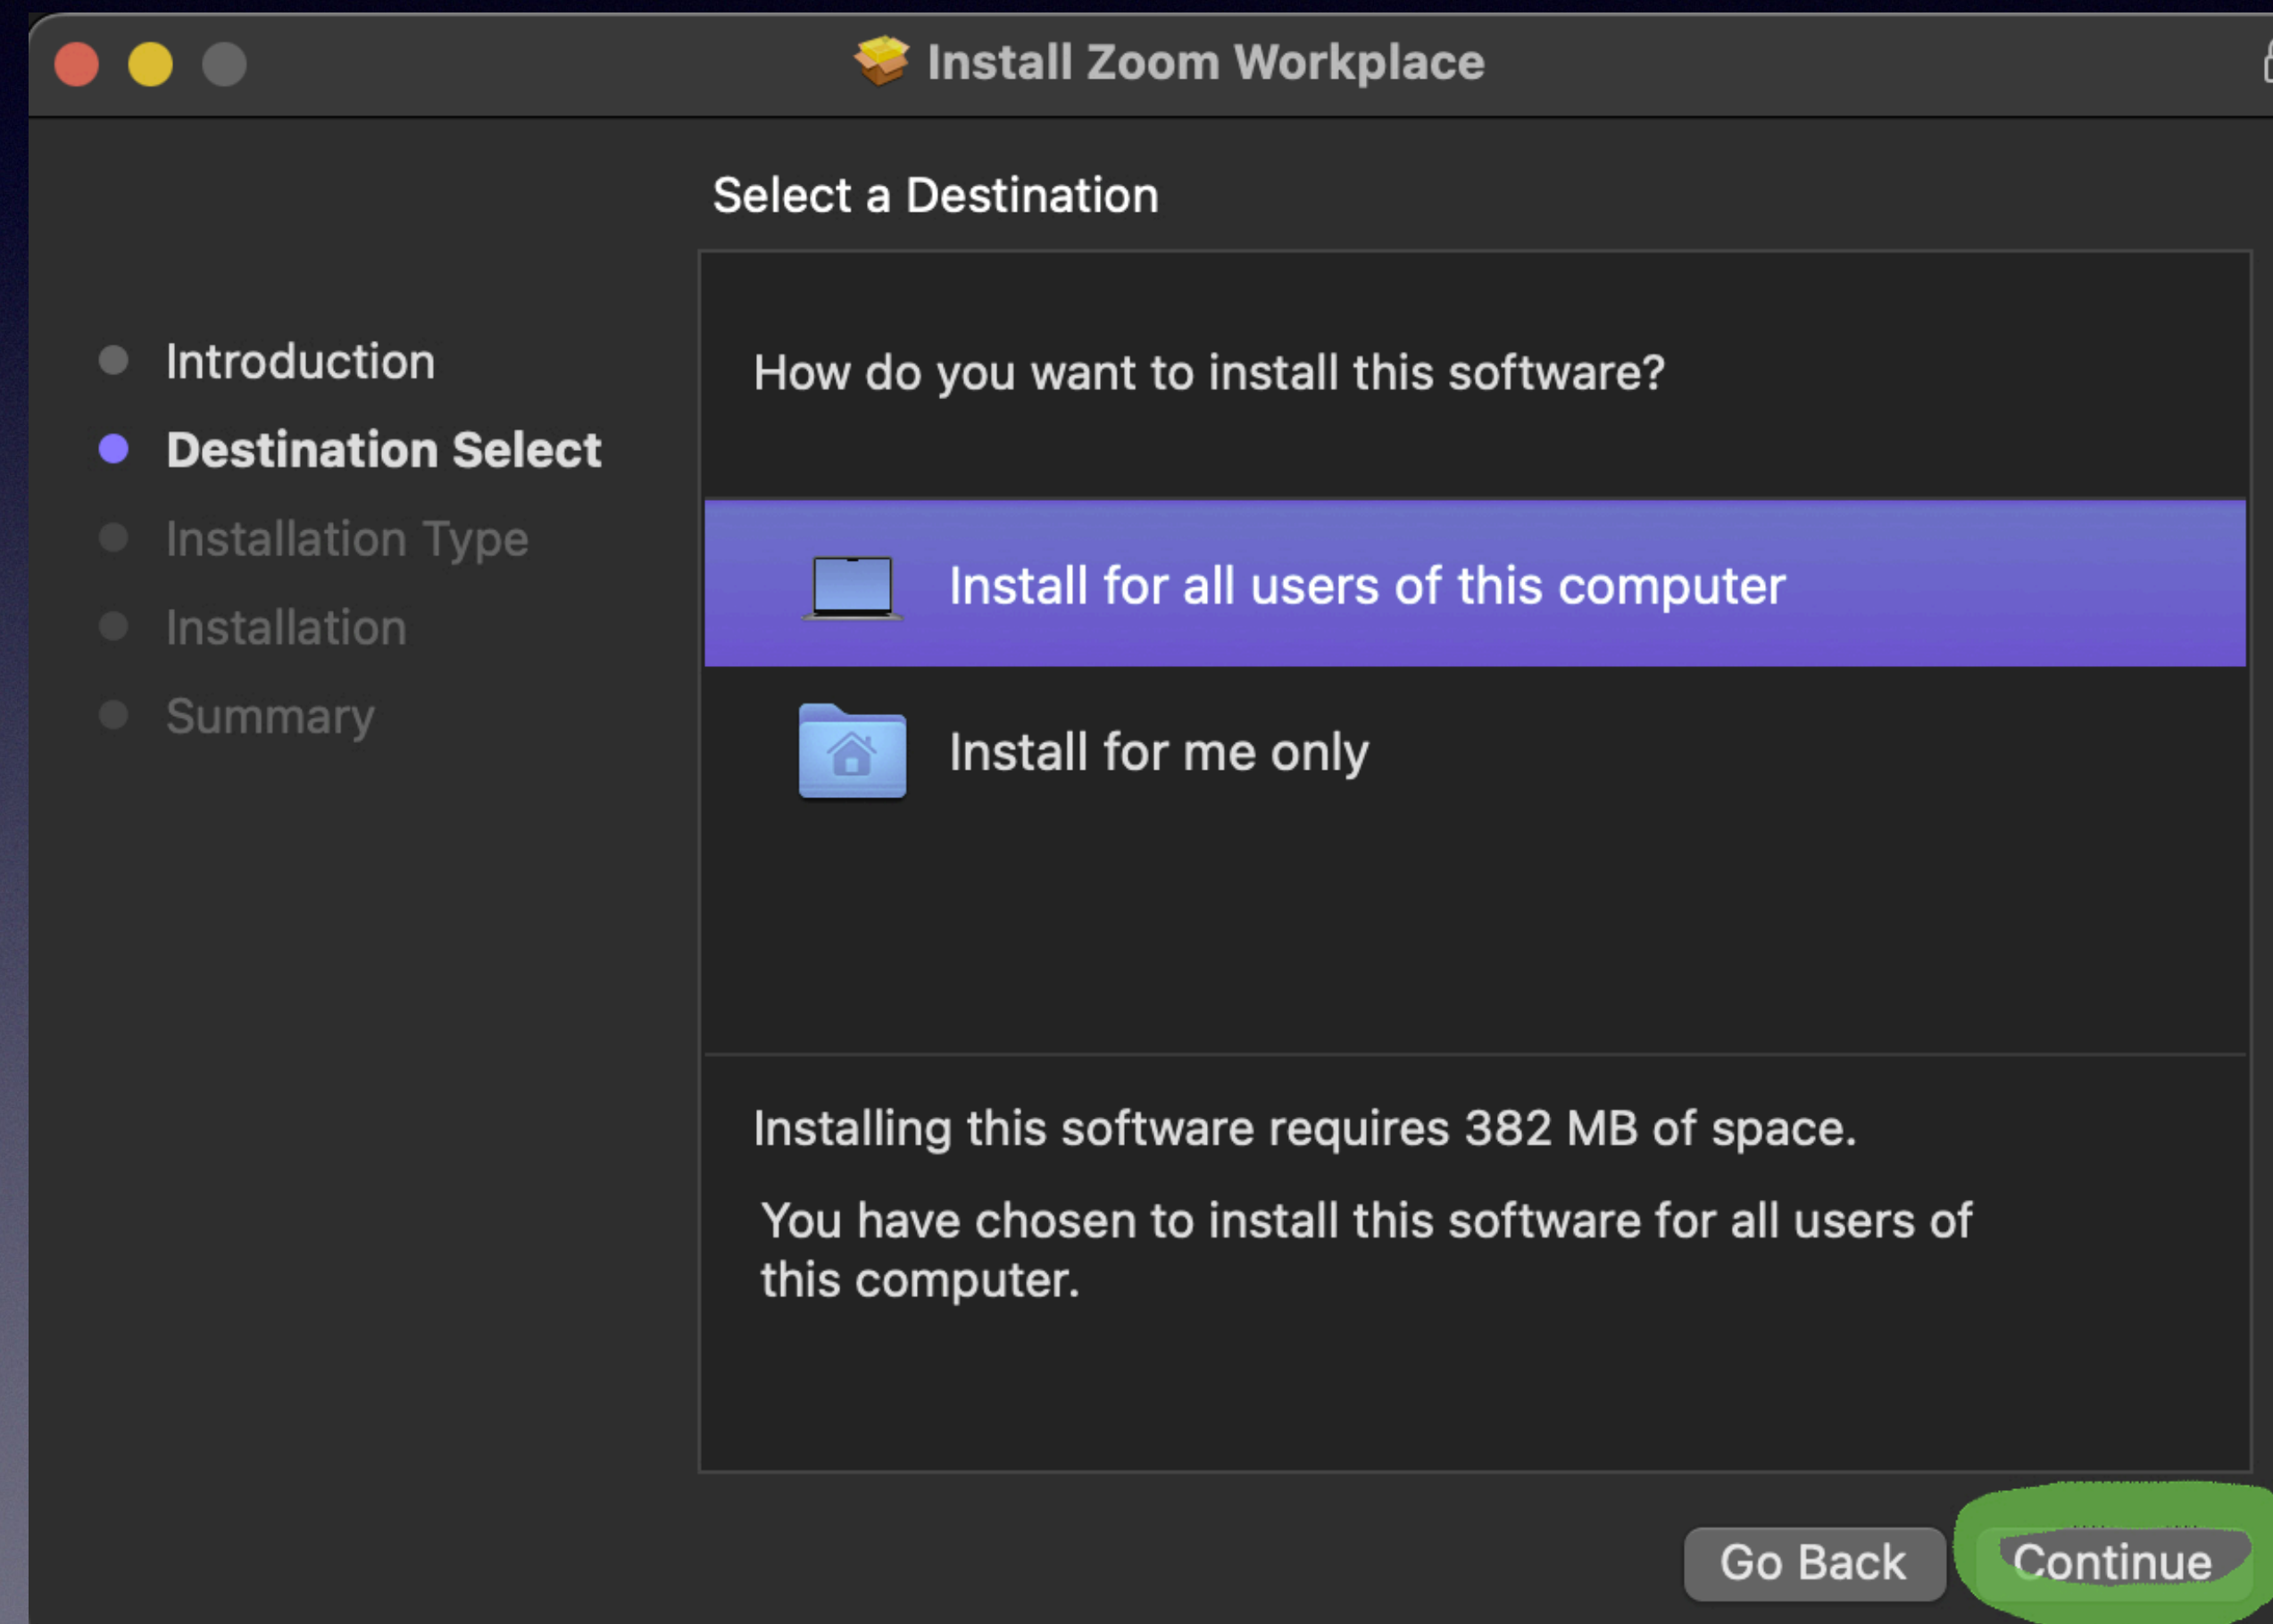 Install Zoom Workplace
Select a Destination
Introduction
Destination Select
Installation Type
Installation
Summary
How do you want to install this software?
Install for all users of this computer
Install for me only
Installing this software requires 382 MB of space.
You have chosen to install this software for all users of
this computer.
Go Back
Continue